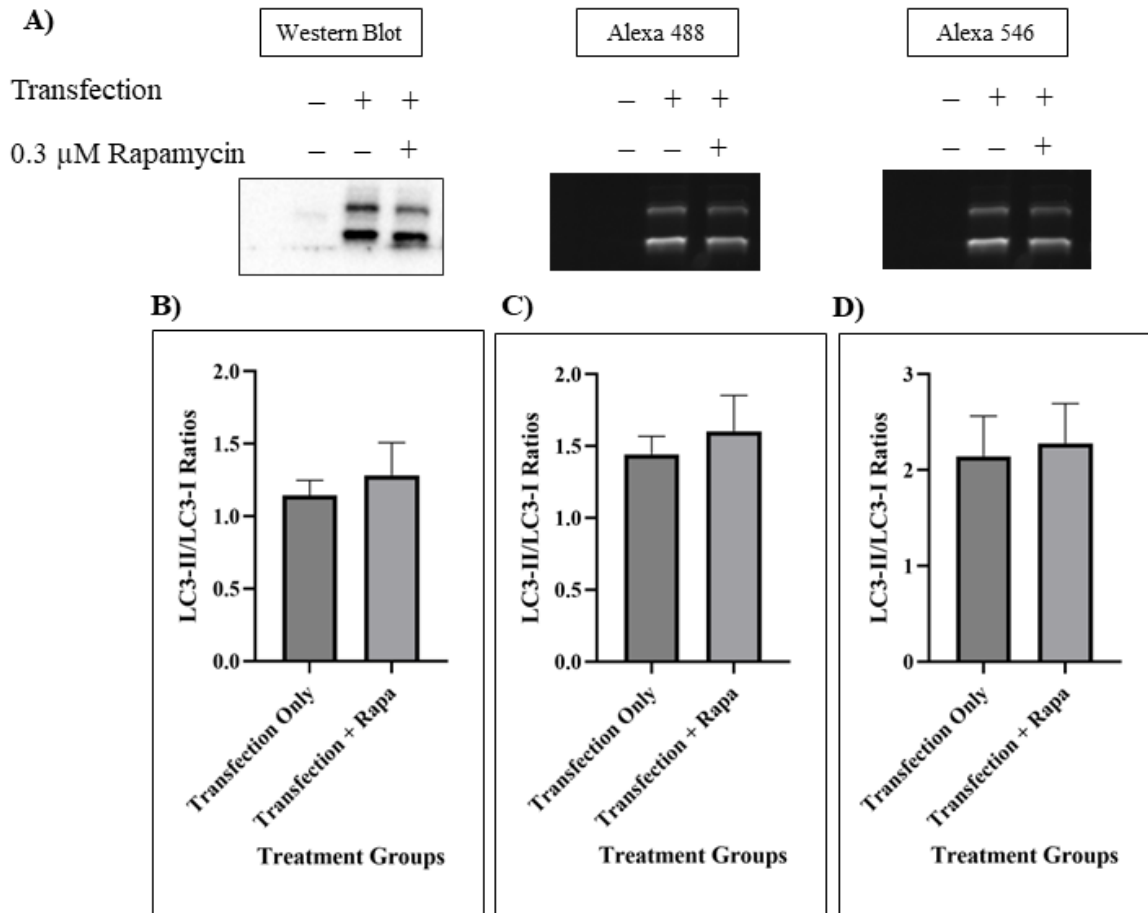 A)
Western Blot
Alexa 488
Alexa 546
Transfection – + + – + + – + +
0.3 µM Rapamycin – – + – – + – – +
B)
C)
D)
LC3-II/LC3-I Ratios
2.0
1.5
1.0
0.5
0.0
Transfection Only
Transfection + Rapa
Treatment Groups
LC3-II/LC3-I Ratios
2.0
1.5
1.0
0.5
0.0
Transfection Only
Transfection + Rapa
Treatment Groups
LC3-II/LC3-I Ratios
3
2
1
0
Transfection Only
Transfection + Rapa
Treatment Groups